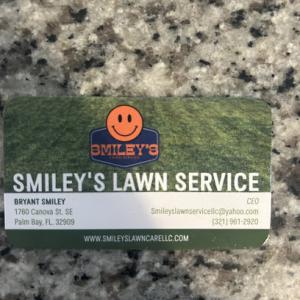 SMILEY'S
SMILEY'S LAWN SERVICE
BRYANT SMILEY CEO
1760 Canova St. SE Smileyslawnservicellc@yahoo.com
Palm Bay, FL. 32909 (321) 961-2920
WWW.SMILEYSLAWNCARELLC.COM